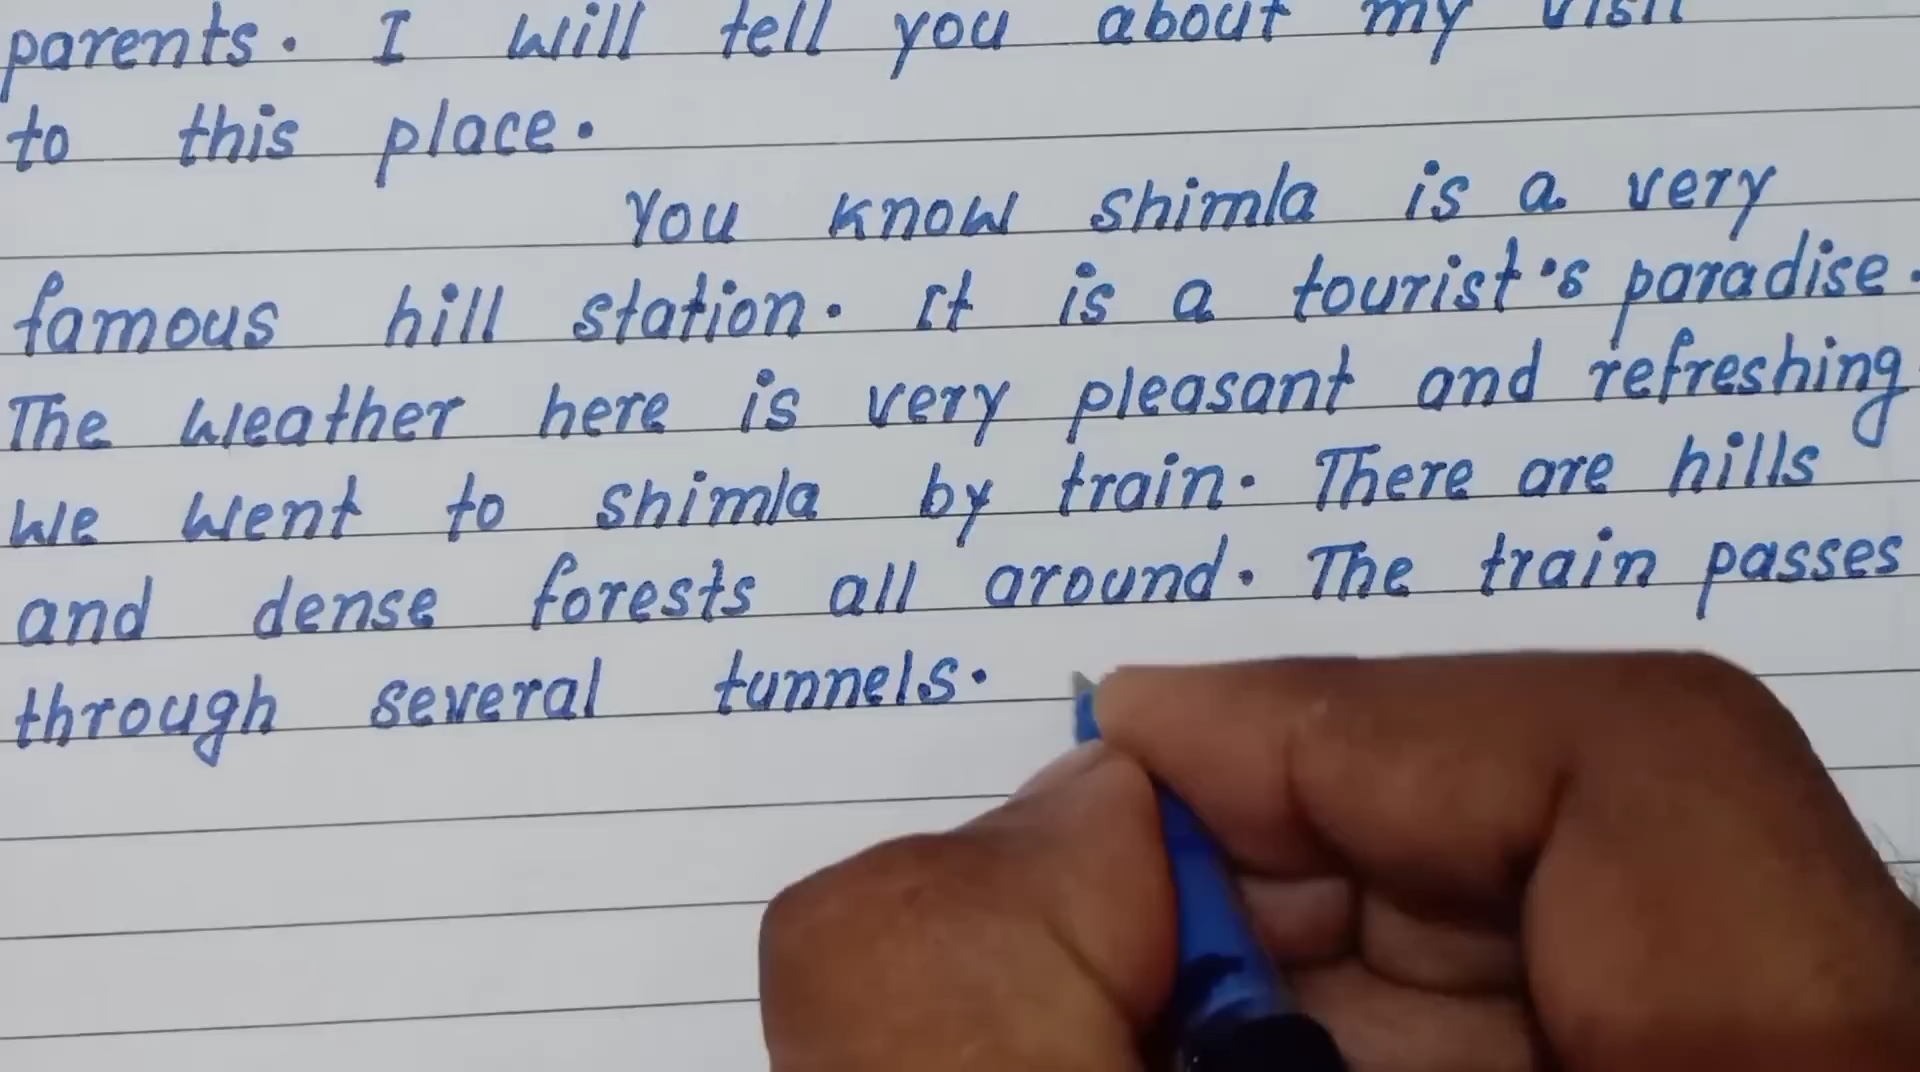 parents. I will tell you about my visit
to this place.
You know shimla is a very
famous hill station. It is a tourist's paradise.
The weather here is very pleasant and refreshing.
We went to shimla by train. There are hills
and dense forests all around. The train passes
through several tunnels.